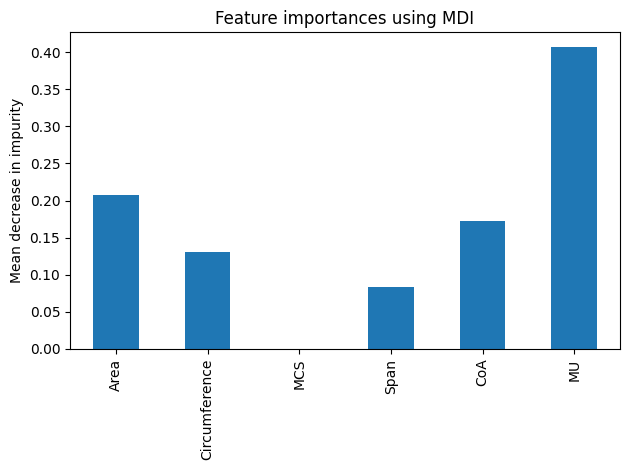 Feature importances using MDI
Mean decrease in impurity
0.40
0.35
0.30
0.25
0.20
0.15
0.10
0.05
0.00
Area
Circumference
MCS
Span
CoA
MU